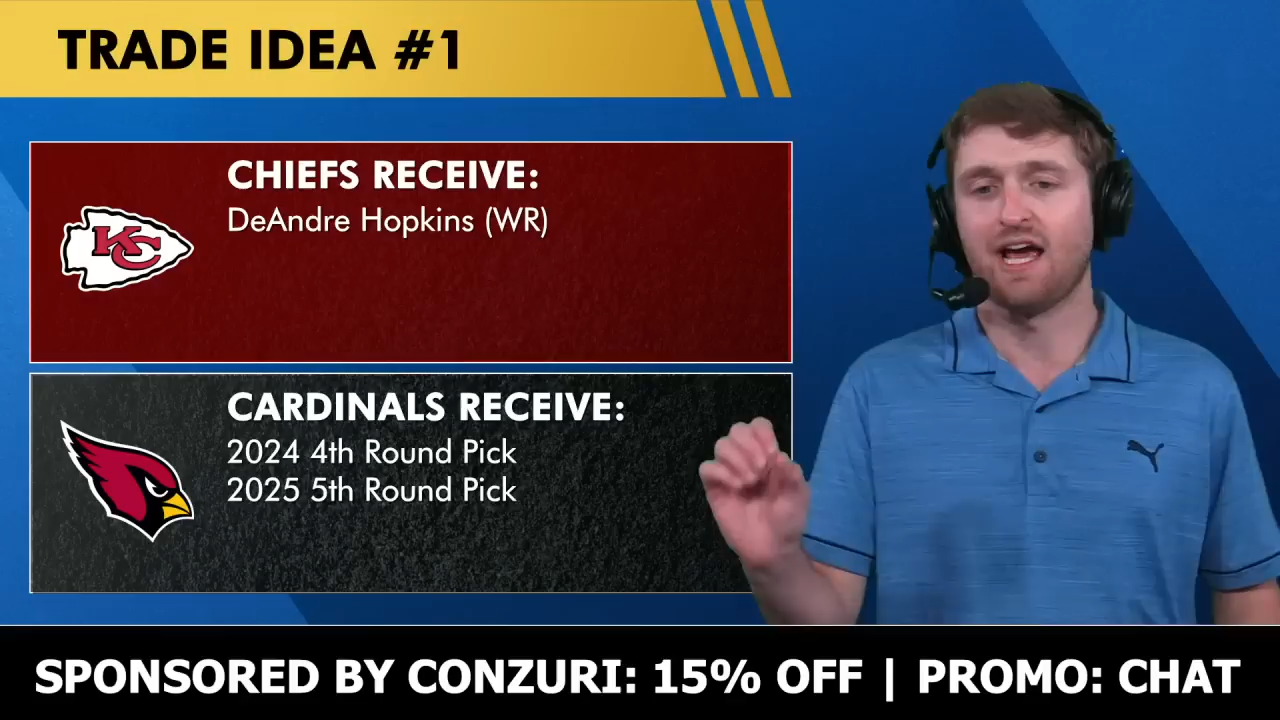 TRADE IDEA #1
CHIEFS RECEIVE:
DeAndre Hopkins (WR)
KC
CARDINALS RECEIVE:
2024 4th Round Pick
2025 5th Round Pick
SPONSORED BY CONZURI: 15% OFF | PROMO: CHAT